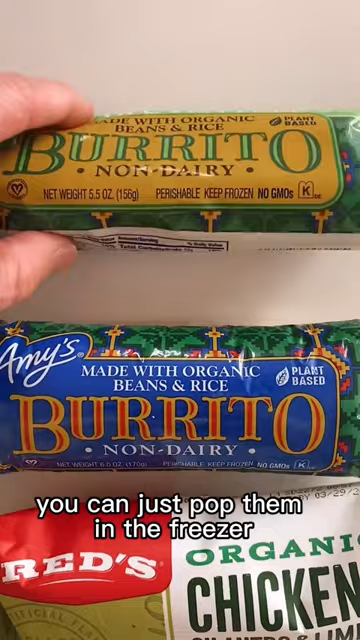 MADE WITH ORGANIC
BEANS & RICE
PLANT
BASED
BURRITO
• NON-DAIRY •
NET WEIGHT 5.5 OZ. (156g) PERISHABLE KEEP FROZEN NO GMOs K
Amy's
MADE WITH ORGANIC
BEANS & RICE
PLANT
BASED
BURRITO
• NON-DAIRY •
NET WEIGHT 6.0 OZ. (170g) PERISHABLE KEEP FROZEN NO GMOs K
you can just pop them
in the freezer
RED'S
ORGANI
CHICKEN